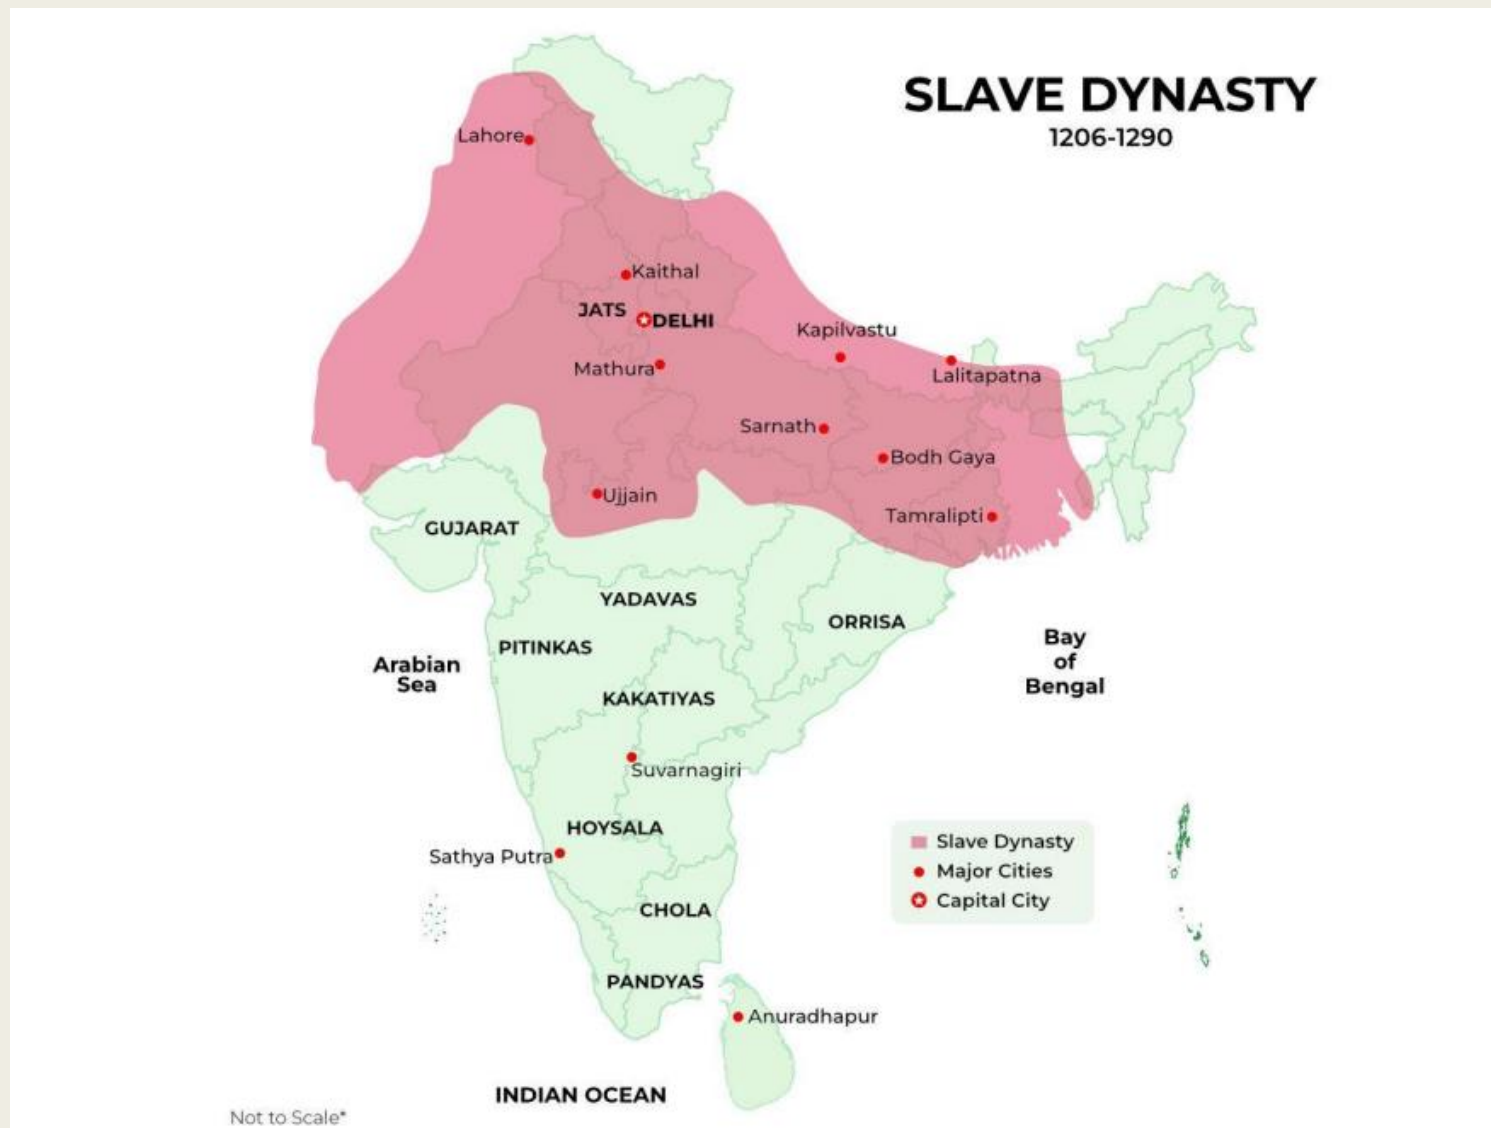 SLAVE DYNASTY
1206-1290
Lahore
Kaithal
JATS
DELHI
Kapilvastu
Mathura
Lalitapatna
Sarnath
Bodh Gaya
Ujjain
Tamralipti
GUJARAT
YADAVAS
ORRISA
PITINKAS
Arabian
Sea
Bay
of
Bengal
KAKATIYAS
Suvarnagiri
HOYSALA
Sathya Putra
Slave Dynasty
Major Cities
Capital City
CHOLA
PANDYAS
Anuradhapur
INDIAN OCEAN
Not to Scale*